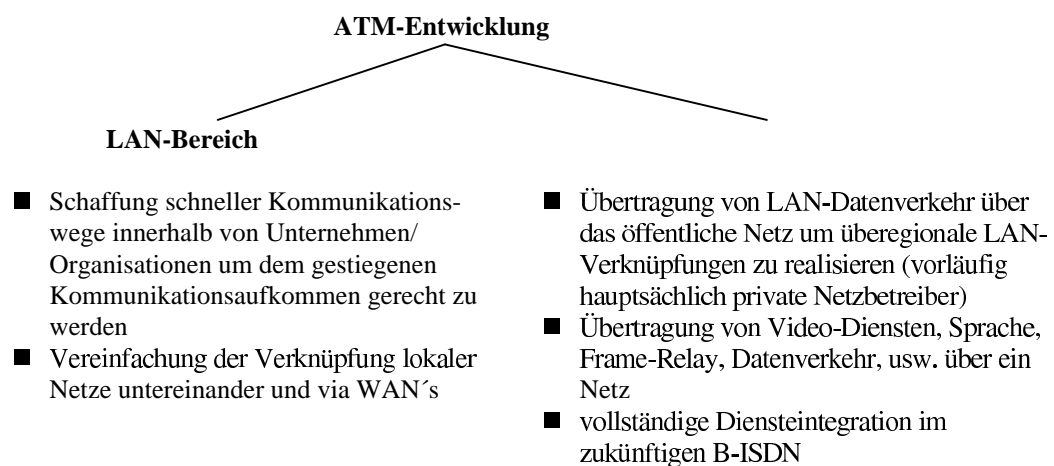 ATM-Entwicklung
LAN-Bereich
■ Schaffung schneller Kommunikations-
wege innerhalb von Unternehmen/
Organisationen um dem gestiegenen
Kommunikationsaufkommen gerecht zu
werden
■ Vereinfachung der Verknüpfung lokaler
Netze untereinander und via WAN´s
■ Übertragung von LAN-Datenverkehr über
das öffentliche Netz um überegionale LAN-
Verknüpfungen zu realisieren (vorläufig
hauptsächlich private Netzbetreiber)
■ Übertragung von Video-Diensten, Sprache,
Frame-Relay, Datenverkehr, usw. über ein
Netz
■ vollständige Diensteintegration im
zukünftigen B-ISDN